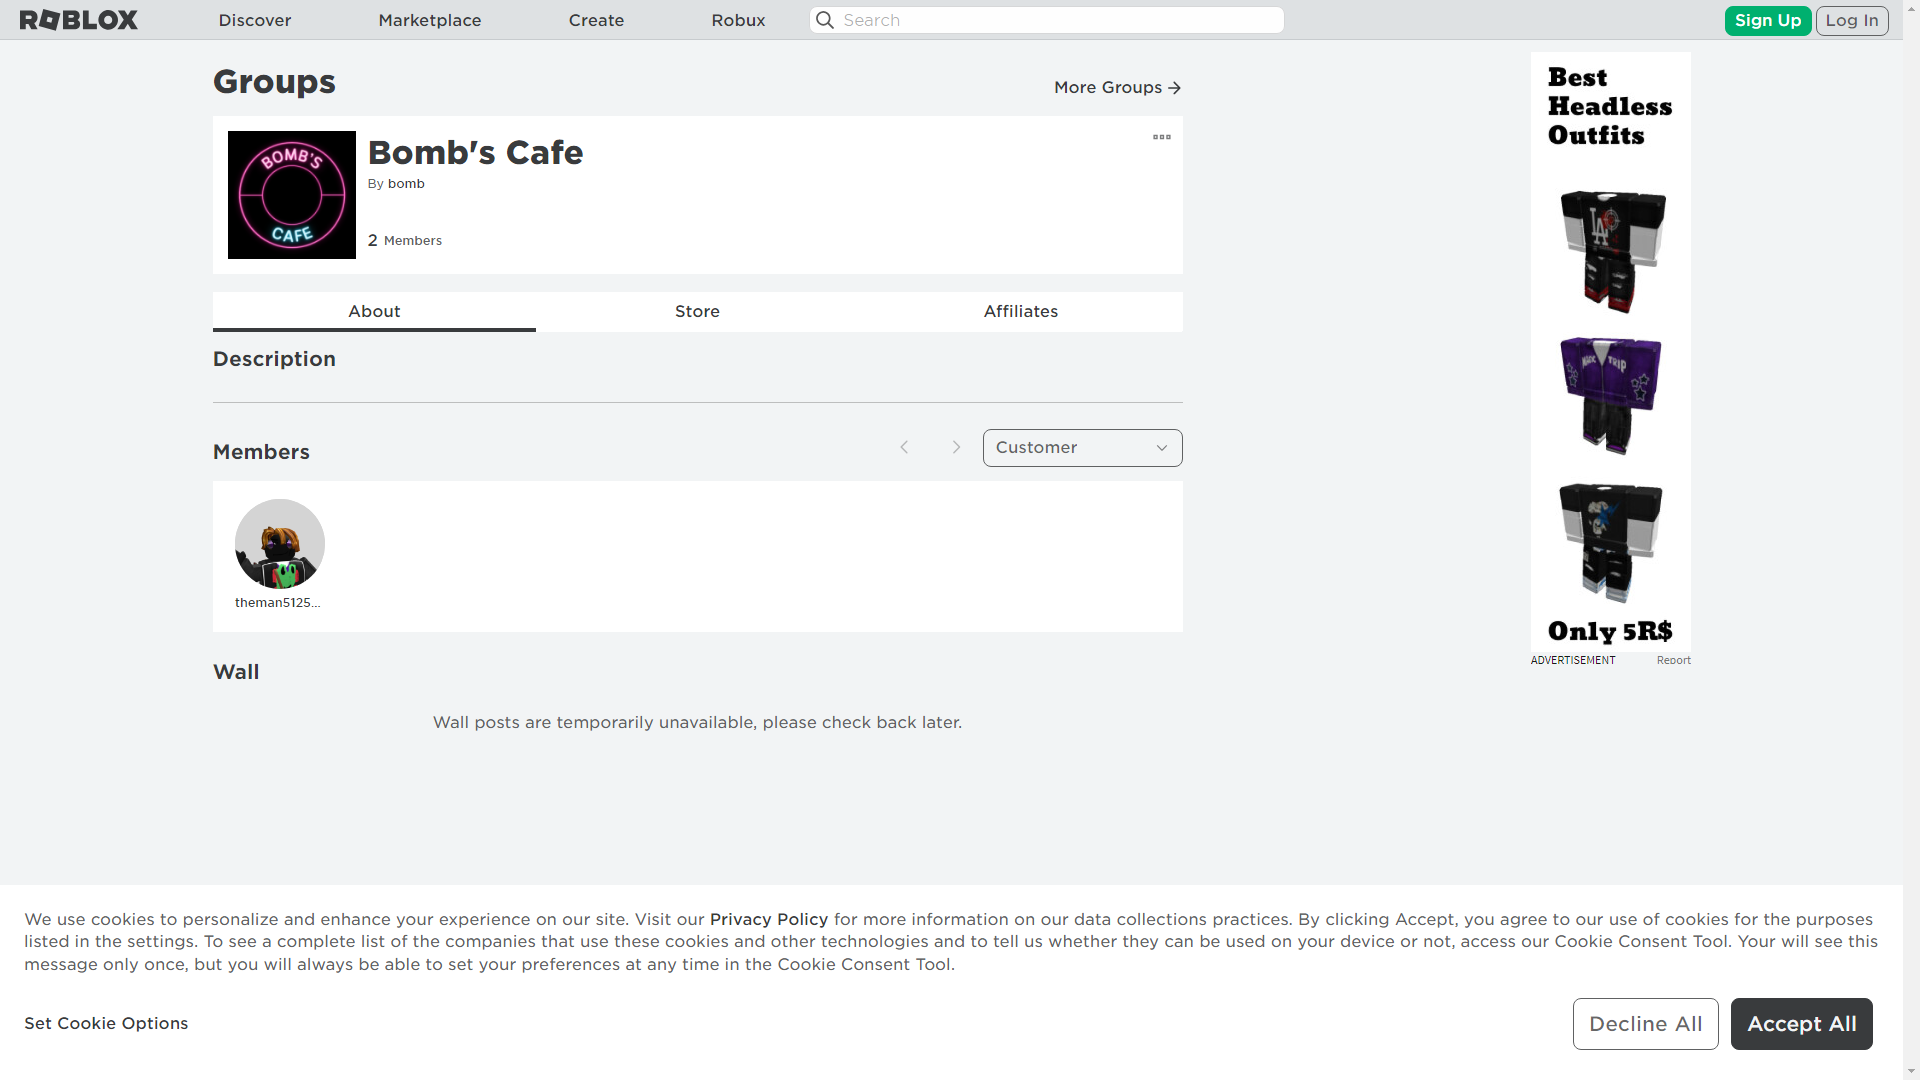 ROBLOX
Discover
Marketplace
Create
Robux
Search
Sign Up
Log In
Groups
More Groups
BOMB'S
CAFE
Bomb's Cafe
By bomb
2 Members
About
Store
Affiliates
Description
Members
Customer
theman5125...
Wall
Wall posts are temporarily unavailable, please check back later.
Best
Headless
Outfits
LA
Only 5R$
ADVERTISEMENT
Report
We use cookies to personalize and enhance your experience on our site. Visit our Privacy Policy for more information on our data collections practices. By clicking Accept, you agree to our use of cookies for the purposes
listed in the settings. To see a complete list of the companies that use these cookies and other technologies and to tell us whether they can be used on your device or not, access our Cookie Consent Tool. Your will see this
message only once, but you will always be able to set your preferences at any time in the Cookie Consent Tool.
Set Cookie Options
Decline All
Accept All